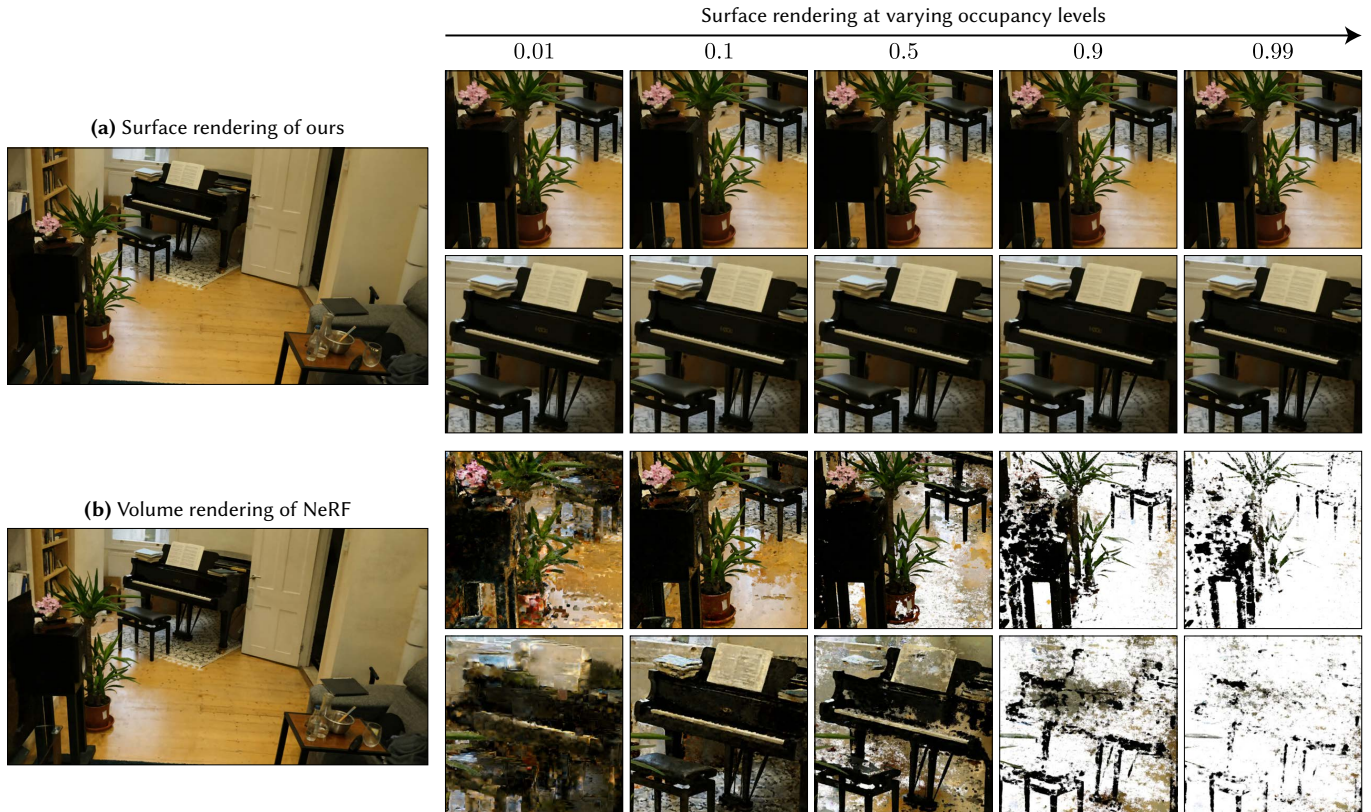 Surface rendering at varying occupancy levels
0.01 0.1 0.5 0.9 0.99
(a) Surface rendering of ours
(b) Volume rendering of NeRF